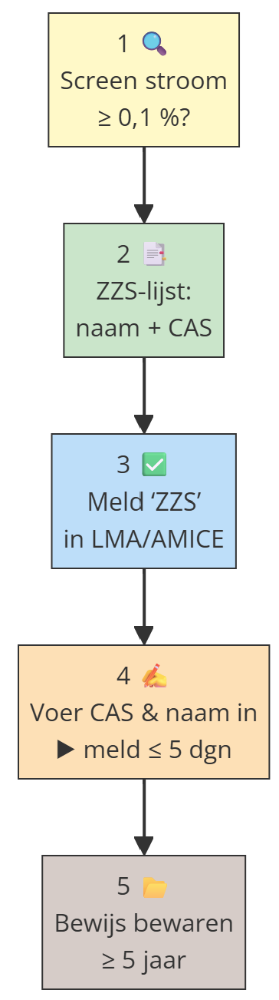 1 🔍
Screen stroom
≥ 0,1 %?
2 📑
ZZS-lijst:
naam + CAS
3 ✅
Meld ‘ZZS’
in LMA/AMICE
4 ✍️
Voer CAS & naam in
▶ meld ≤ 5 dgn
5 📂
Bewijs bewaren
≥ 5 jaar